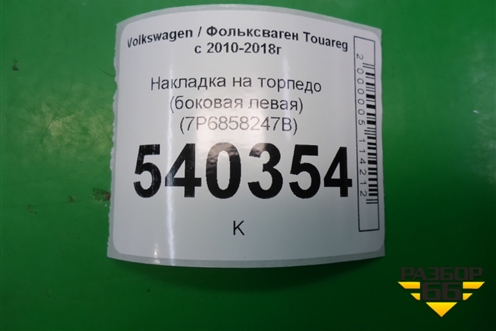 Volkswagen / Фольксваген Touareg
с 2010-2018г
Накладка на торпедо
(боковая левая)
(7P6858247B)
540354
К
2000005114212
РАЗБОР
66